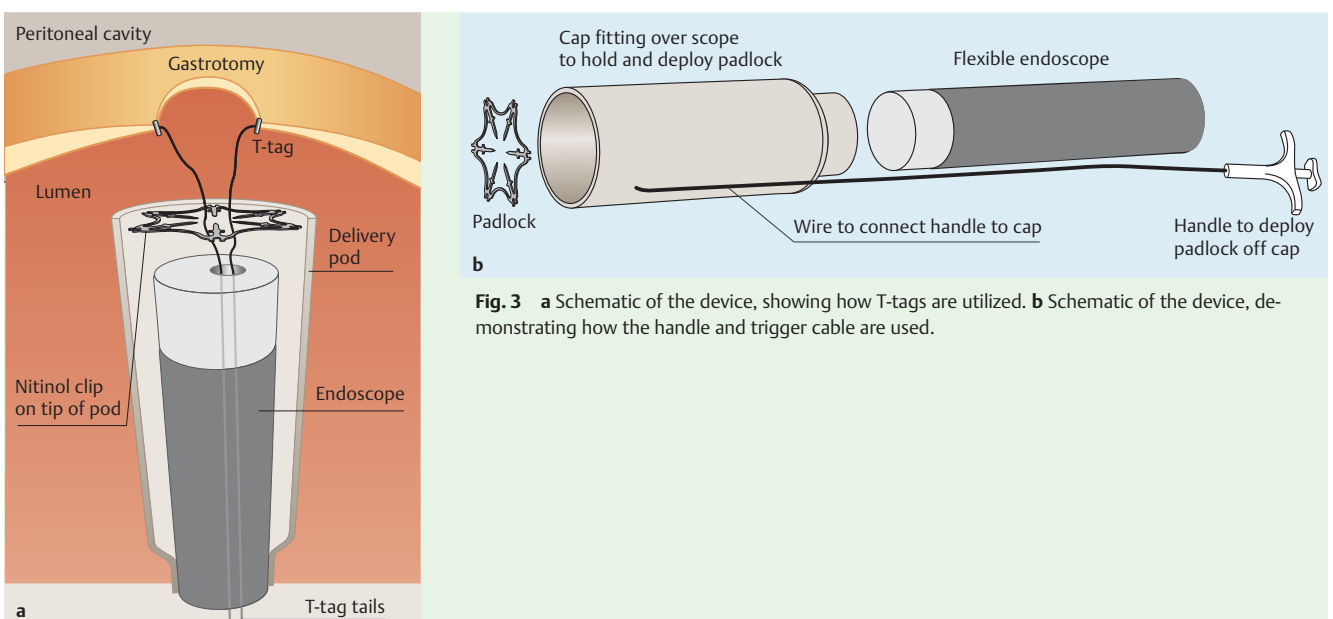 Peritoneal cavity
Gastrotomy
T-tag
Lumen
Delivery
pod
Nitinol clip
on tip of pod
Endoscope
T-tag tails
a
Cap fitting over scope
to hold and deploy padlock
Flexible endoscope
Padlock
Wire to connect handle to cap
Handle to deploy
padlock off cap
b
Fig. 3 a Schematic of the device, showing how T-tags are utilized. b Schematic of the device, de-
monstrating how the handle and trigger cable are used.